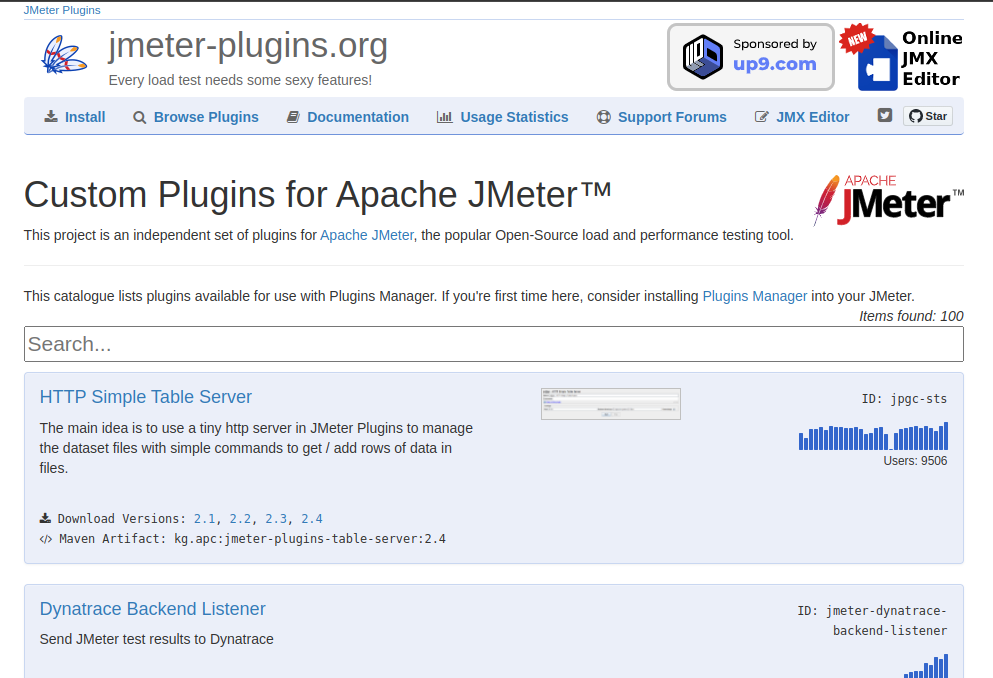 JMeter Plugins
jmeter-plugins.org
Every load test needs some sexy features!
Sponsored by
up9.com
NEW
Online
JMX
Editor
Install Browse Plugins Documentation Usage Statistics Support Forums JMX Editor Star
Custom Plugins for Apache JMeter™
APACHE
JMeter™
This project is an independent set of plugins for Apache JMeter, the popular Open-Source load and performance testing tool.
This catalogue lists plugins available for use with Plugins Manager. If you're first time here, consider installing Plugins Manager into your JMeter.
Items found: 100
Search...
HTTP Simple Table Server
ID: jpgc-sts
The main idea is to use a tiny http server in JMeter Plugins to manage
the dataset files with simple commands to get / add rows of data in
files.
Users: 9506
Download Versions: 2.1, 2.2, 2.3, 2.4
</> Maven Artifact: kg.apc:jmeter-plugins-table-server:2.4
Dynatrace Backend Listener
ID: jmeter-dynatrace-
backend-listener
Send JMeter test results to Dynatrace